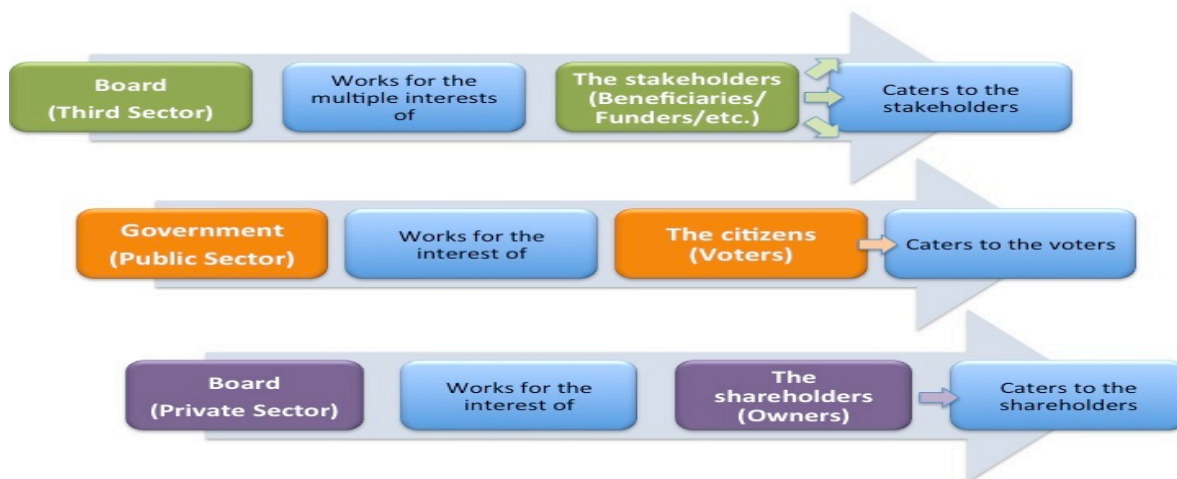 Board
(Third Sector)
Works for the
multiple interests
of
The stakeholders
(Beneficiaries/
Funders/etc.)
Caters to the
stakeholders
Government
(Public Sector)
Works for the
interest of
The citizens
(Voters)
Caters to the voters
Board
(Private Sector)
Works for the
interest of
The
shareholders
(Owners)
Caters to the
shareholders